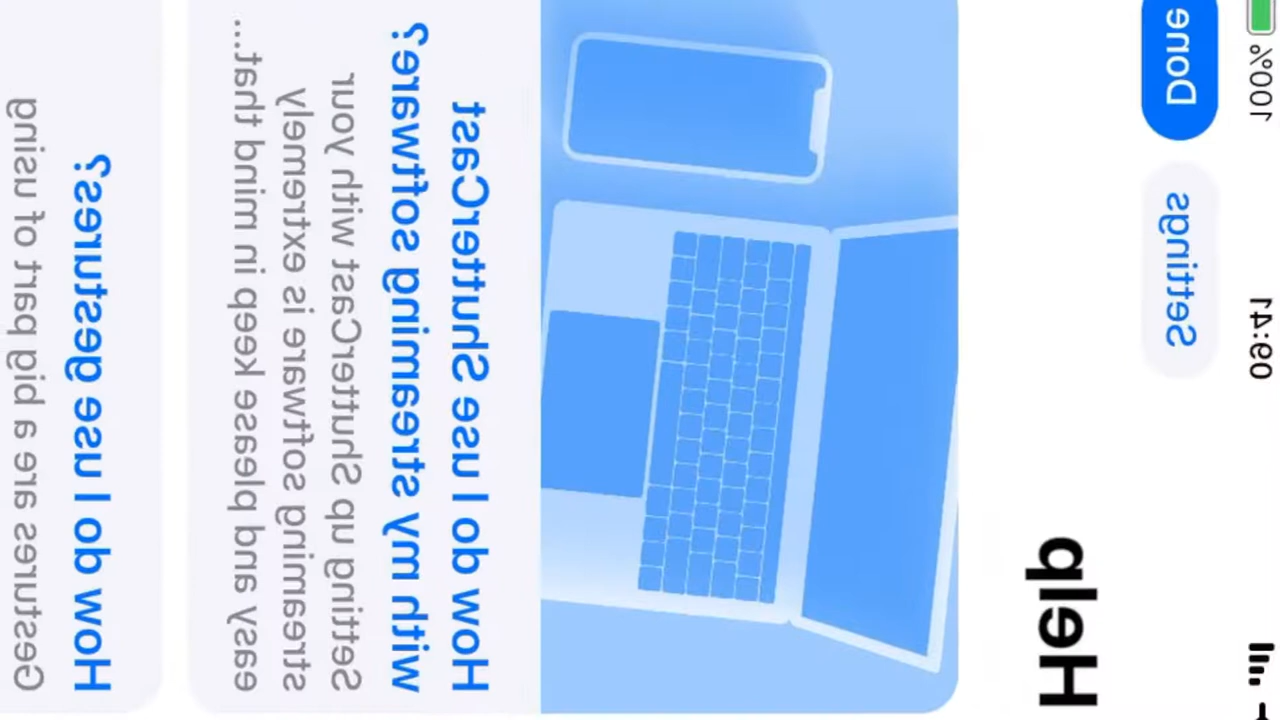 09:41
100%
Settings
Done
Help
How do I use ShutterCast
with my streaming software?
Setting up ShutterCast with your
streaming software is extremely
easy and please keep in mind that...
How do I use gestures?
Gestures are a big part of using